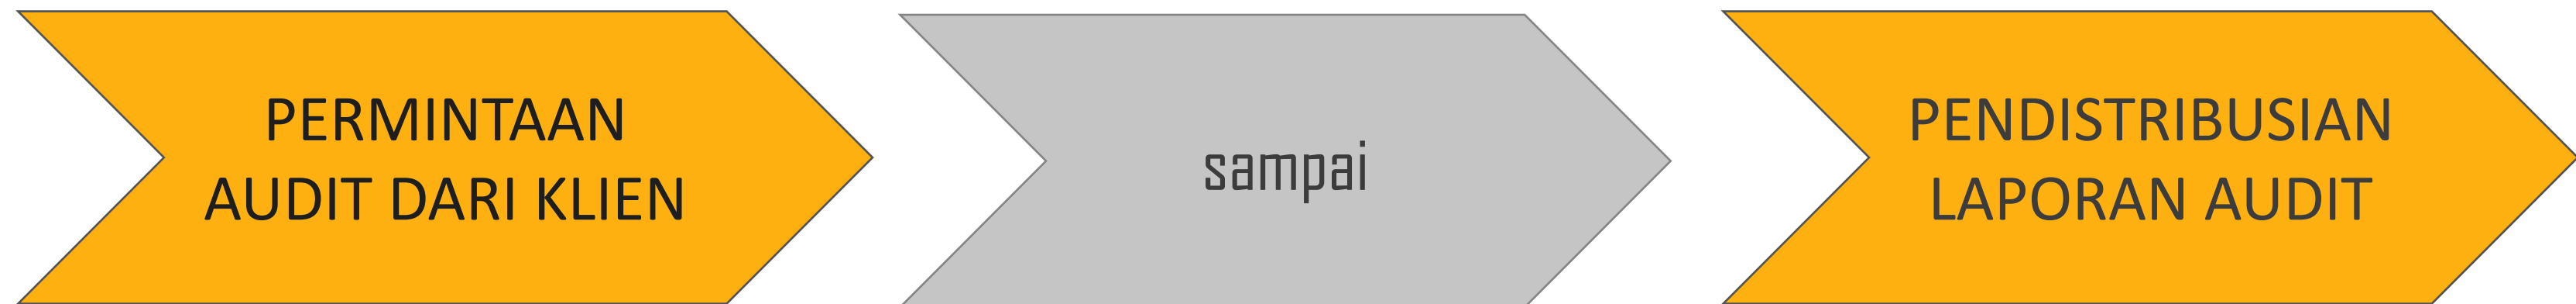 PERMINTAAN
AUDIT DARI KLIEN
sampai
PENDISTRIBUSIAN
LAPORAN AUDIT